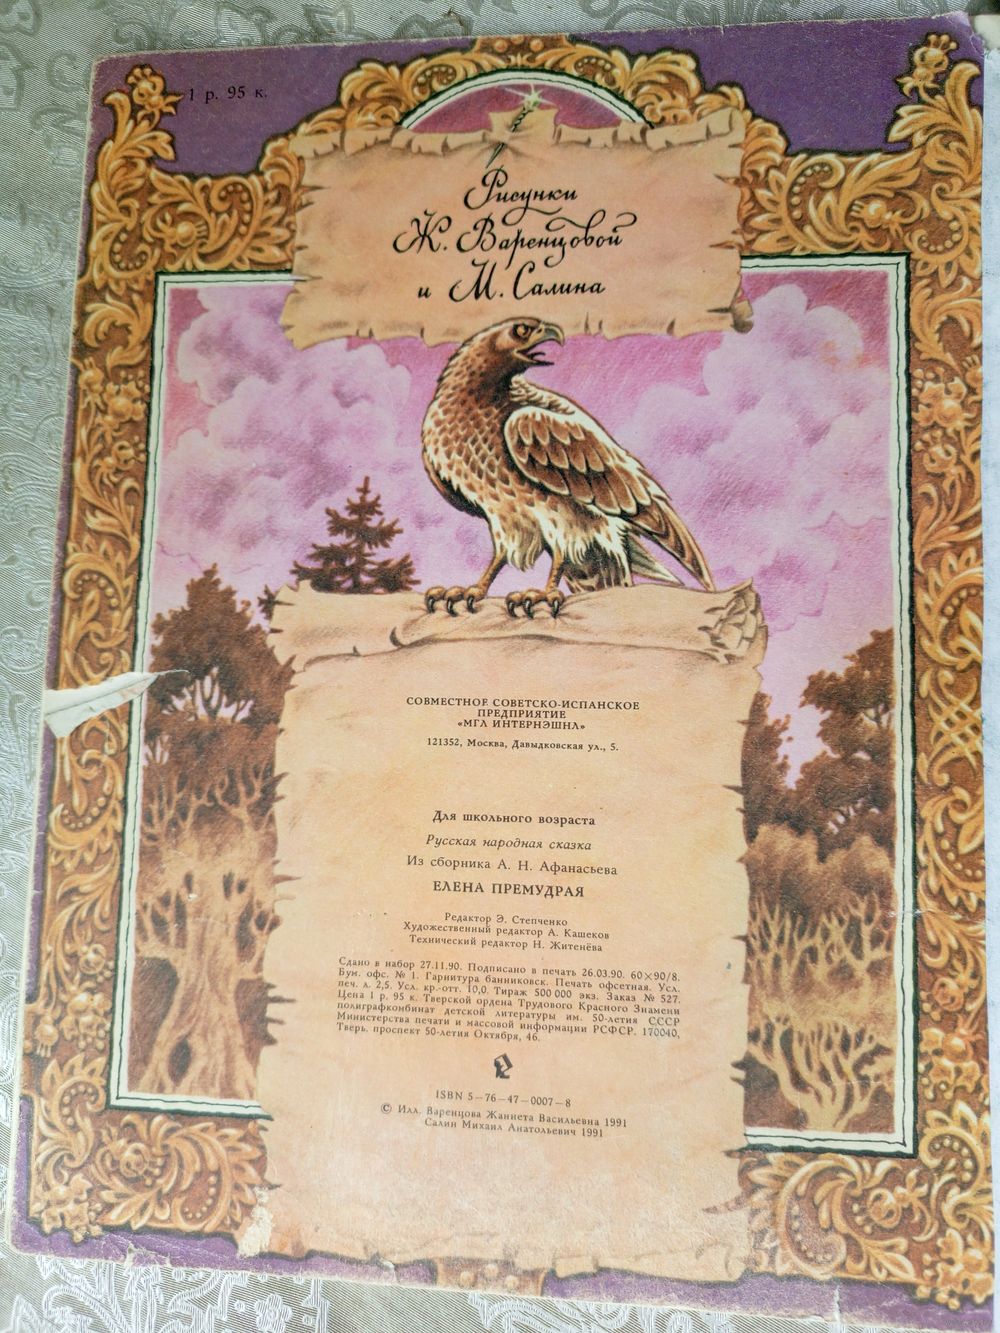 1 р. 95 к.
Рисунки
Ж. Варенцовой
и М. Салина
СОВМЕСТНОЕ СОВЕТСКО-ИСПАНСКОЕ
ПРЕДПРИЯТИЕ
«МГЛ ИНТЕРНЭШНЛ»
121352, Москва, Давыдковская ул., 5.
Для школьного возраста
Русская народная сказка
Из сборника А. Н. Афанасьева
ЕЛЕНА ПРЕМУДРАЯ
Редактор Э. Степченко
Художественный редактор А. Кашеков
Технический редактор Н. Житенёва
Сдано в набор 27.11.90. Подписано в печать 26.03.90. 60×90/8.
Бум. офс. № 1. Гарнитура банниковск. Печать офсетная. Усл.
печ. л. 2,5. Усл. кр.-отт. 10,0. Тираж 500 000 экз. Заказ № 527.
Цена 1 р. 95 к. Тверской ордена Трудового Красного Знамени
полиграфкомбинат детской литературы им. 50-летия СССР
Министерства печати и массовой информации РСФСР. 170040,
Тверь, проспект 50-летия Октября, 46.
ISBN 5—76—47—0007—8
© Илл. Варенцова Жаннета Васильевна 1991
Салин Михаил Анатольевич 1991